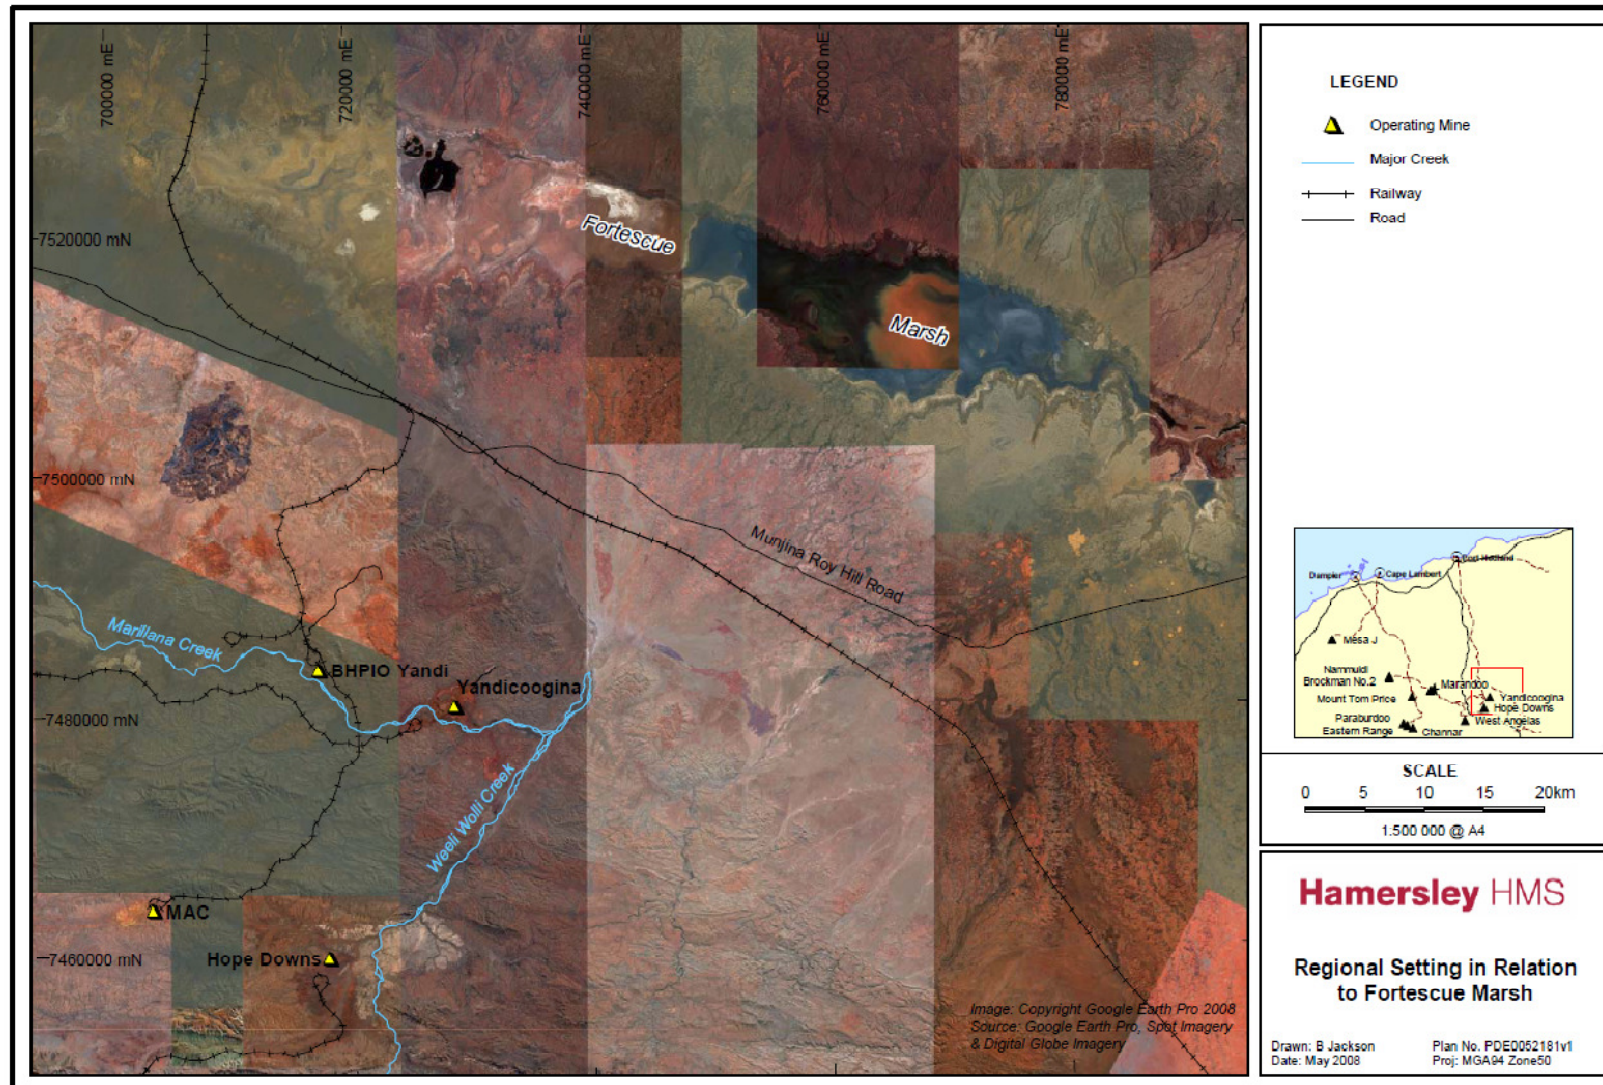 700000 mE
720000 mE
740000 mE
760000 mE
780000 mE
7520000 mN
Fortescue
Marsh
7500000 mN
Munjina Roy Hill Road
Marillana Creek
BHPIO Yandi
Yandicoogina
7480000 mN
Weeli Wolli Creek
MAC
Hope Downs
7460000 mN
Image: Copyright Google Earth Pro 2008
Source: Google Earth Pro, Spot Imagery
& Digital Globe Imagery
LEGEND
Operating Mine
Major Creek
Railway
Road
Port Hedland
Dampier
Cape Lambert
Mesa J
Nammuldi
Brockman No.2
Marandoo
Mount Tom Price
Yandicoogina
Hope Downs
Paraburdoo
West Angelas
Eastern Range
Channar
SCALE
0 5 10 15 20km
1:500 000 @ A4
Hamersley HMS
Regional Setting in Relation
to Fortescue Marsh
Drawn: B Jackson
Plan No. PDE0052181v1
Date: May 2008
Proj: MGA94 Zone50